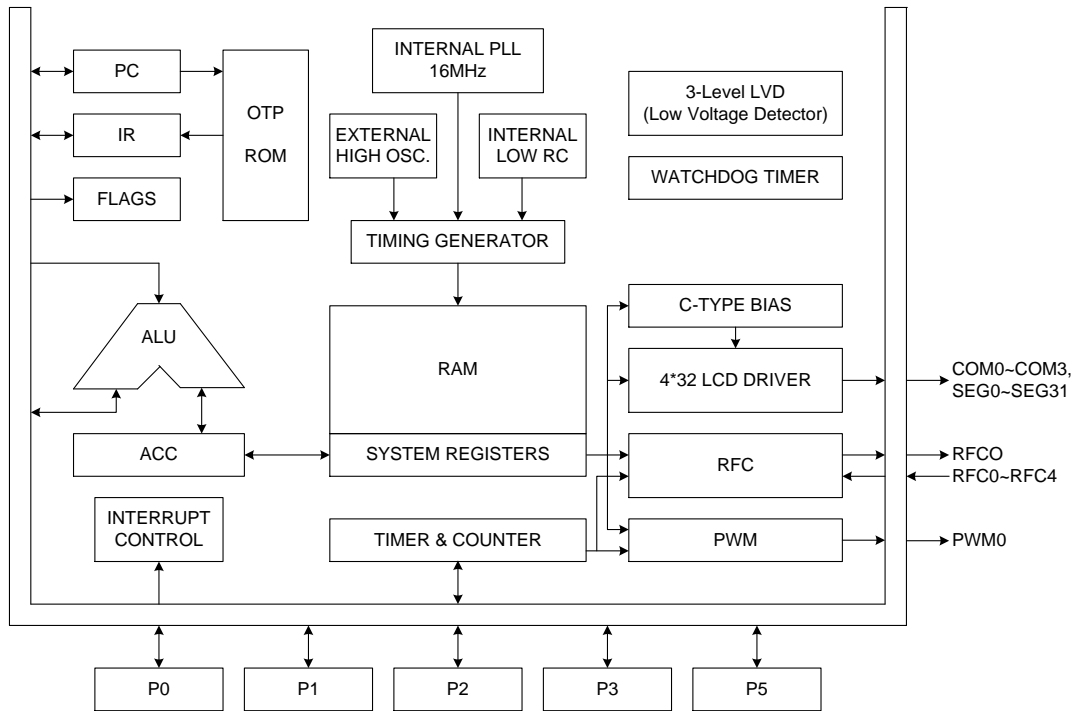 PC
IR
FLAGS
OTP
ROM
INTERNAL PLL
16MHz
EXTERNAL
HIGH OSC.
INTERNAL
LOW RC
TIMING GENERATOR
3-Level LVD
(Low Voltage Detector)
WATCHDOG TIMER
ALU
ACC
RAM
SYSTEM REGISTERS
C-TYPE BIAS
4*32 LCD DRIVER
COM0~COM3,
SEG0~SEG31
RFC
RFCO
RFC0~RFC4
INTERRUPT
CONTROL
TIMER & COUNTER
PWM
PWM0
P0
P1
P2
P3
P5